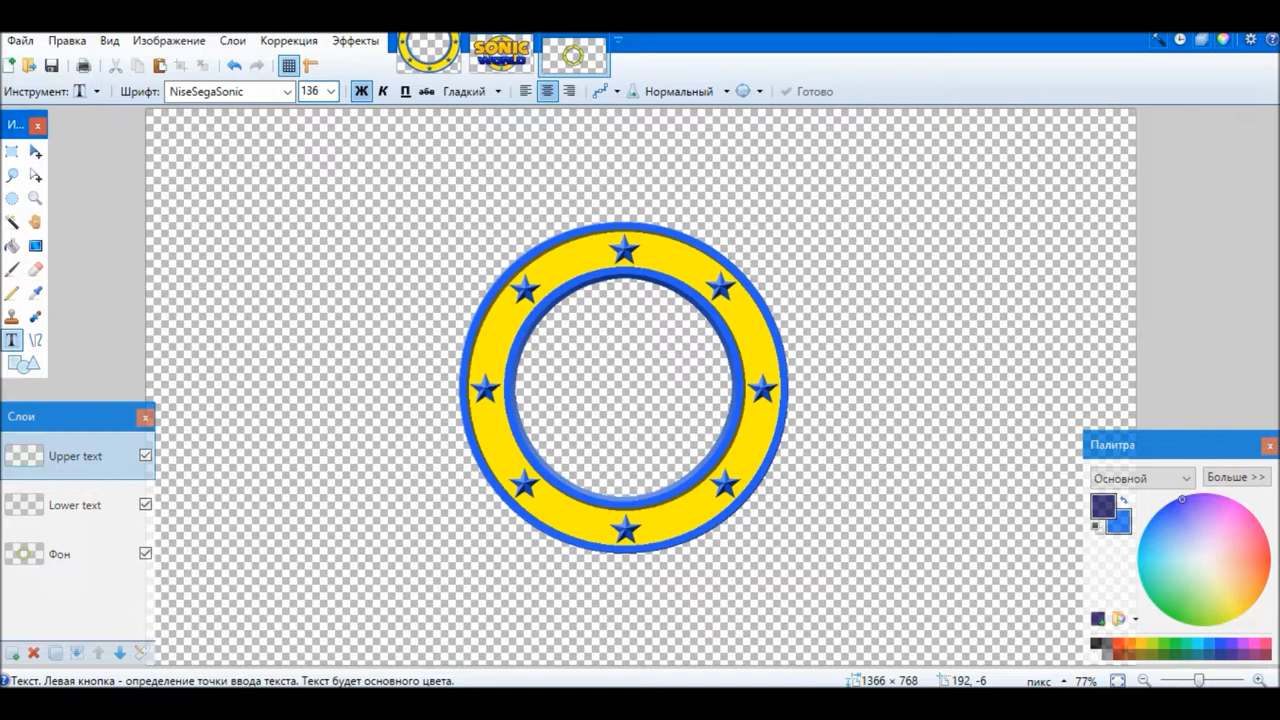 Файл Правка Вид Изображение Слои Коррекция Эффекты
SONIC
WORLD
Инструмент: T Шрифт: NiseSegaSonic 136 Ж К П абв Гладкий Нормальный Готово
И...
T
Слои
Upper text
Lower text
Фон
Палитра
Основной Больше >>
Текст. Левая кнопка - определение точки ввода текста. Текст будет основного цвета. 1366 × 768 192, -6 пикс 77%